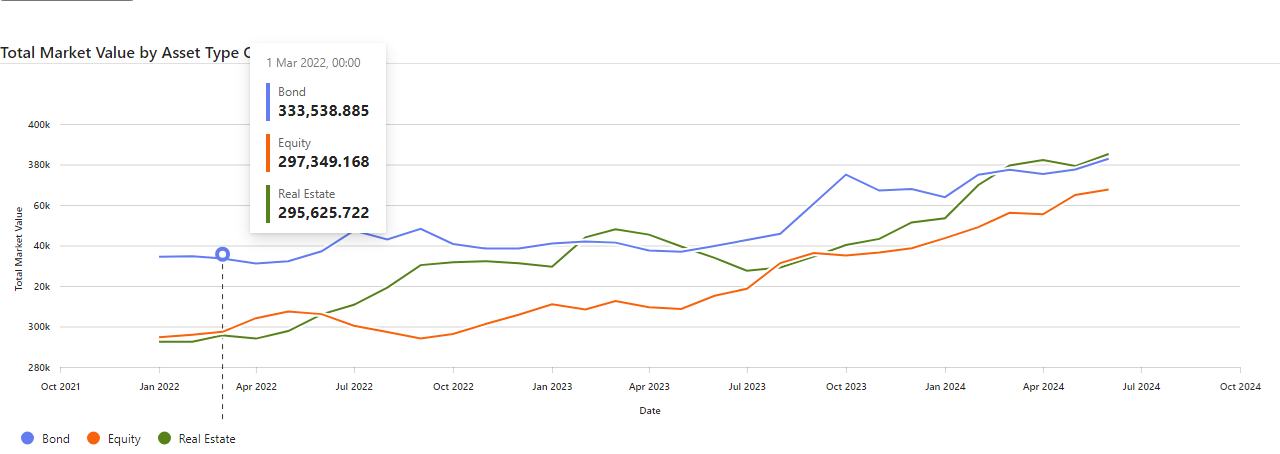 Total Market Value by Asset Type
1 Mar 2022, 00:00
Bond
333,538.885
Equity
297,349.168
Real Estate
295,625.722
400k
380k
60k
40k
20k
300k
280k
Total Market Value
Oct 2021
Jan 2022
Apr 2022
Jul 2022
Oct 2022
Jan 2023
Apr 2023
Jul 2023
Oct 2023
Jan 2024
Apr 2024
Jul 2024
Oct 2024
Date
Bond
Equity
Real Estate